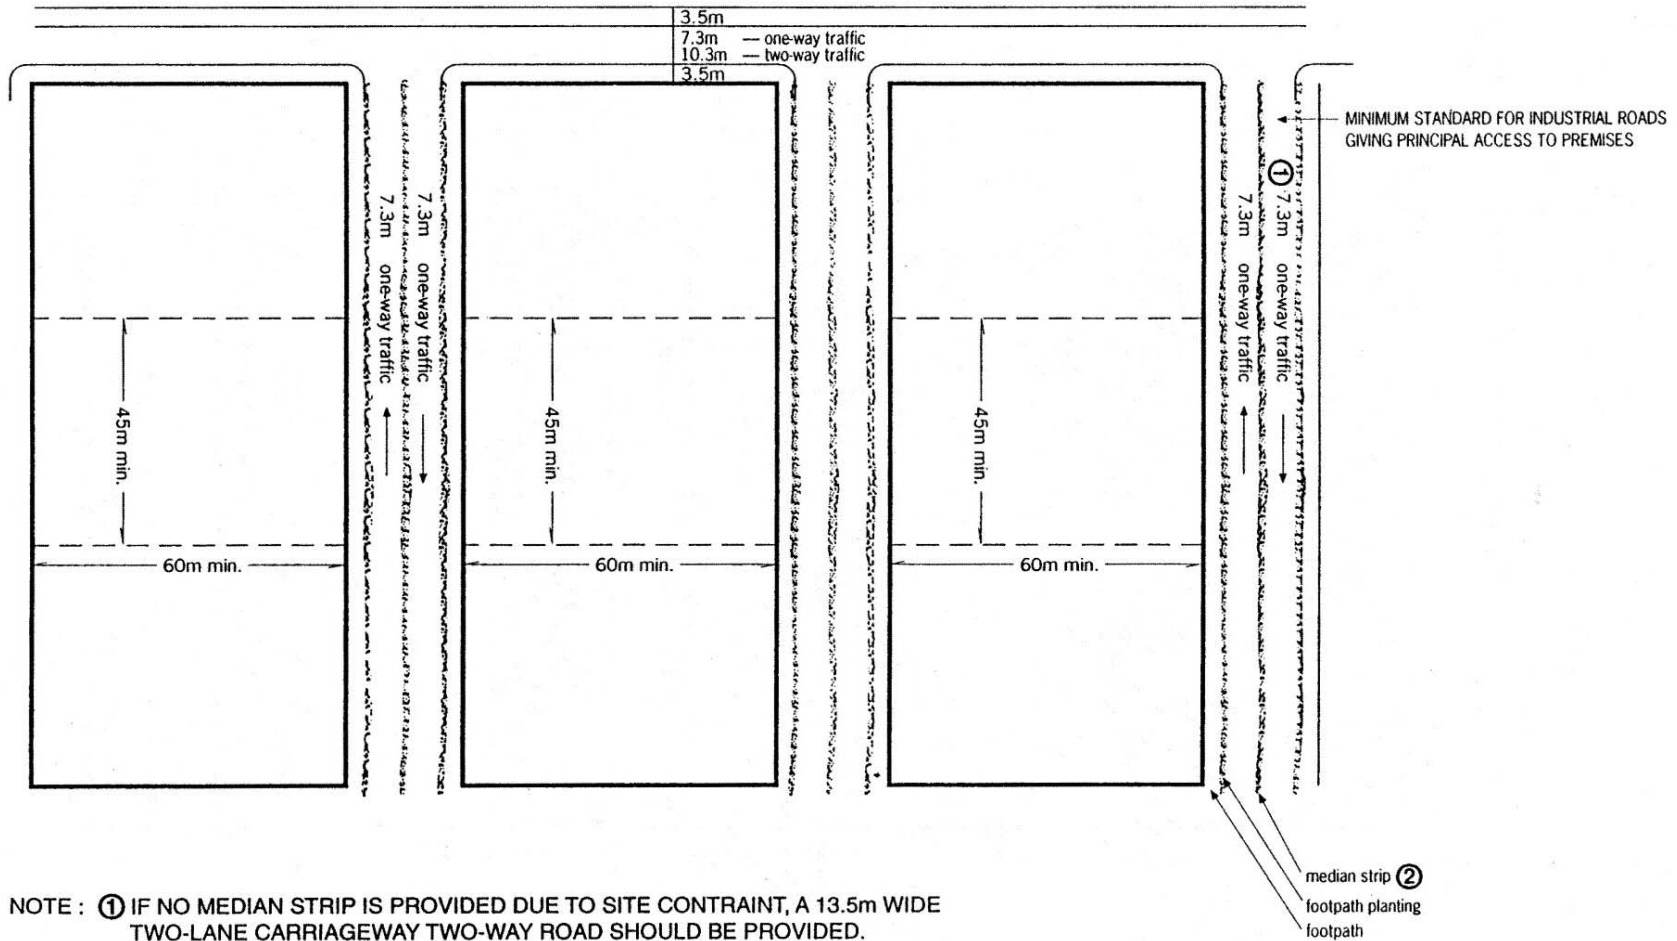 3.5m
7.3m — one-way traffic
10.3m — two-way traffic
3.5m
MINIMUM STANDARD FOR INDUSTRIAL ROADS
GIVING PRINCIPAL ACCESS TO PREMISES
①
7.3m one-way traffic
7.3m one-way traffic
7.3m one-way traffic
7.3m one-way traffic
45m min.
45m min.
45m min.
60m min.
60m min.
60m min.
median strip ②
footpath planting
footpath
NOTE : ① IF NO MEDIAN STRIP IS PROVIDED DUE TO SITE CONTRAINT, A 13.5m WIDE
TWO-LANE CARRIAGEWAY TWO-WAY ROAD SHOULD BE PROVIDED.